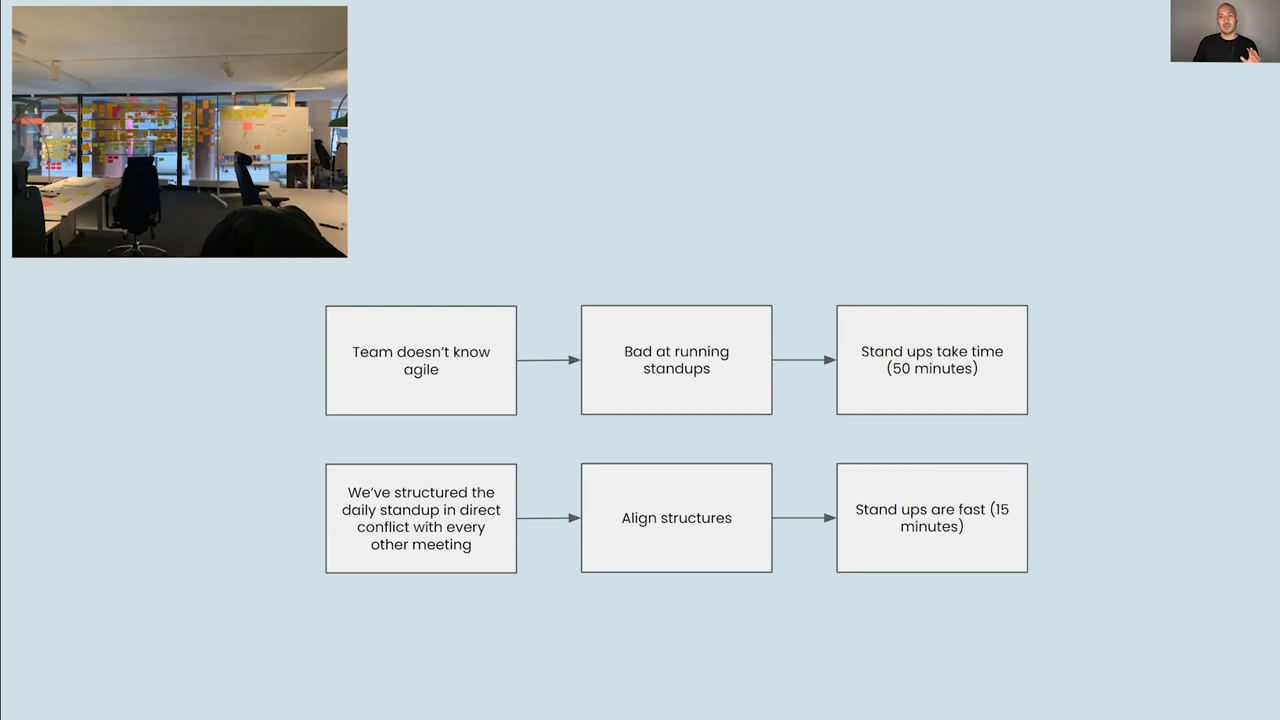 Team doesn’t know
agile
Bad at running
standups
Stand ups take time
(50 minutes)
We’ve structured the
daily standup in direct
conflict with every
other meeting
Align structures
Stand ups are fast (15
minutes)